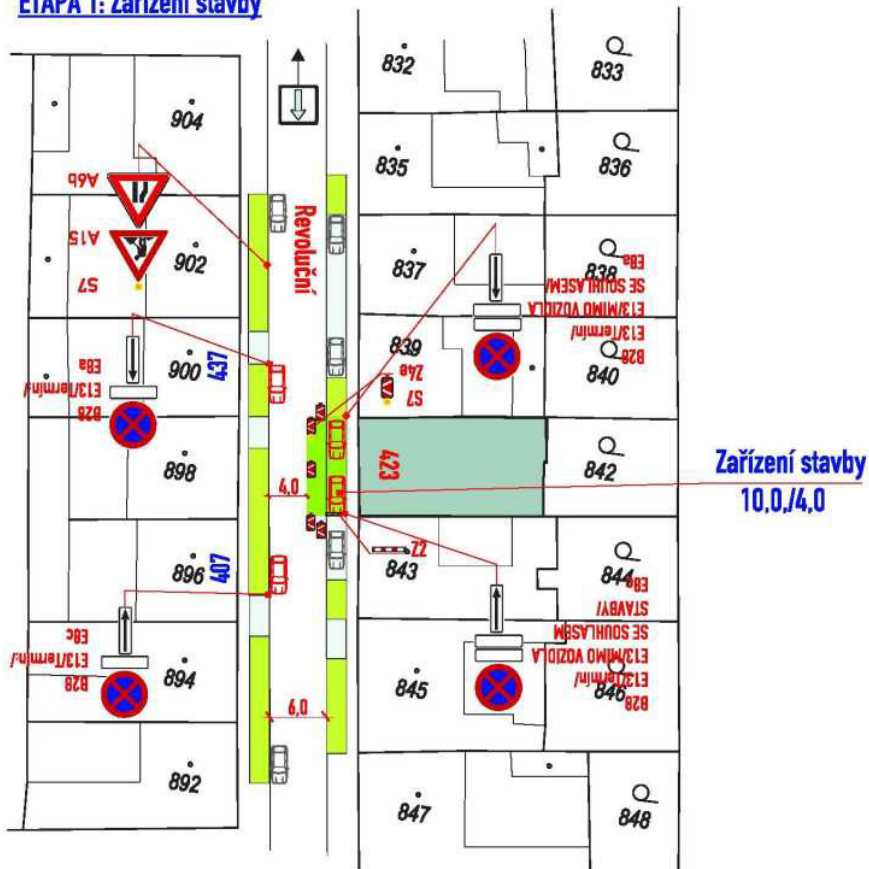 ETAPA 1: Zařízení stavby
832
833
904
835
836
A6b
Revoluční
A15
902
837
838
E8a
S7
SE SOUHLASEM/
E13/MIMO VOZIDLA
E13/Termín/
B28
839
840
Z4e
S7
900
437
E8a
E13/Termín/
B28
423
842
898
4,0
Zařízení stavby
10,0,/4,0
Z2
843
844
896
407
E8c
STAVBY/
SE SOUHLASEM
E13/MIMO VOZIDLA
E13/Termín/
B28
E8c
E13/Termín/
B28
894
845
846
6,0
892
847
848